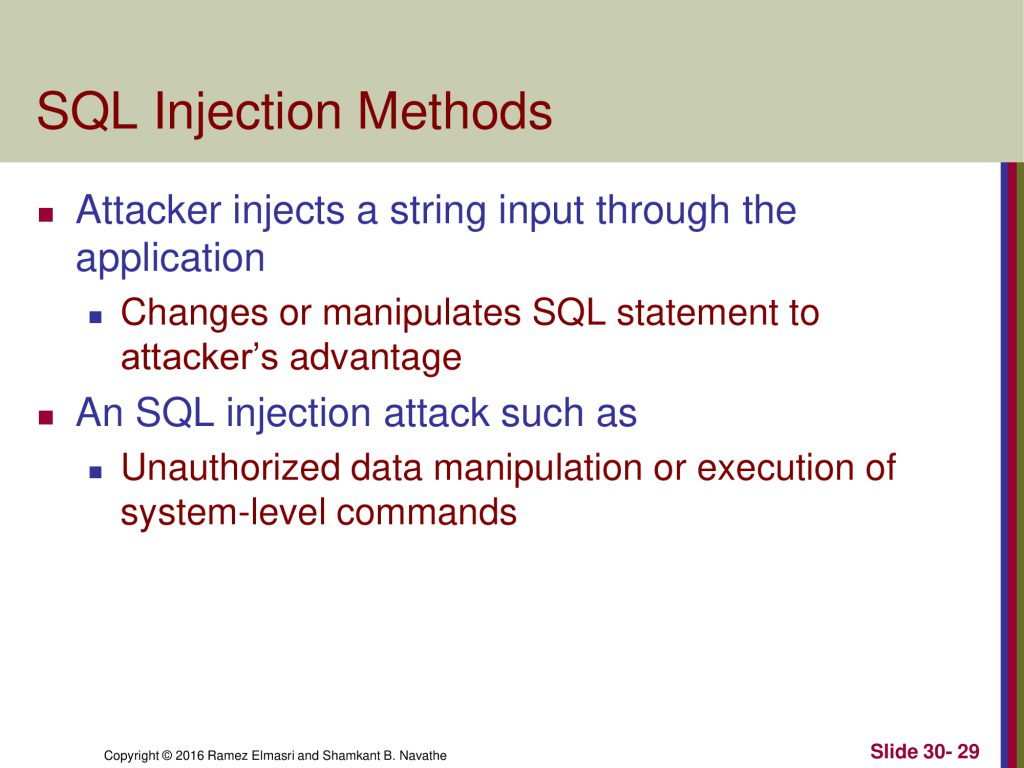 SQL Injection Methods
Attacker injects a string input through the
application
Changes or manipulates SQL statement to
attacker’s advantage
An SQL injection attack such as
Unauthorized data manipulation or execution of
system-level commands
Copyright © 2016 Ramez Elmasri and Shamkant B. Navathe
Slide 30- 29